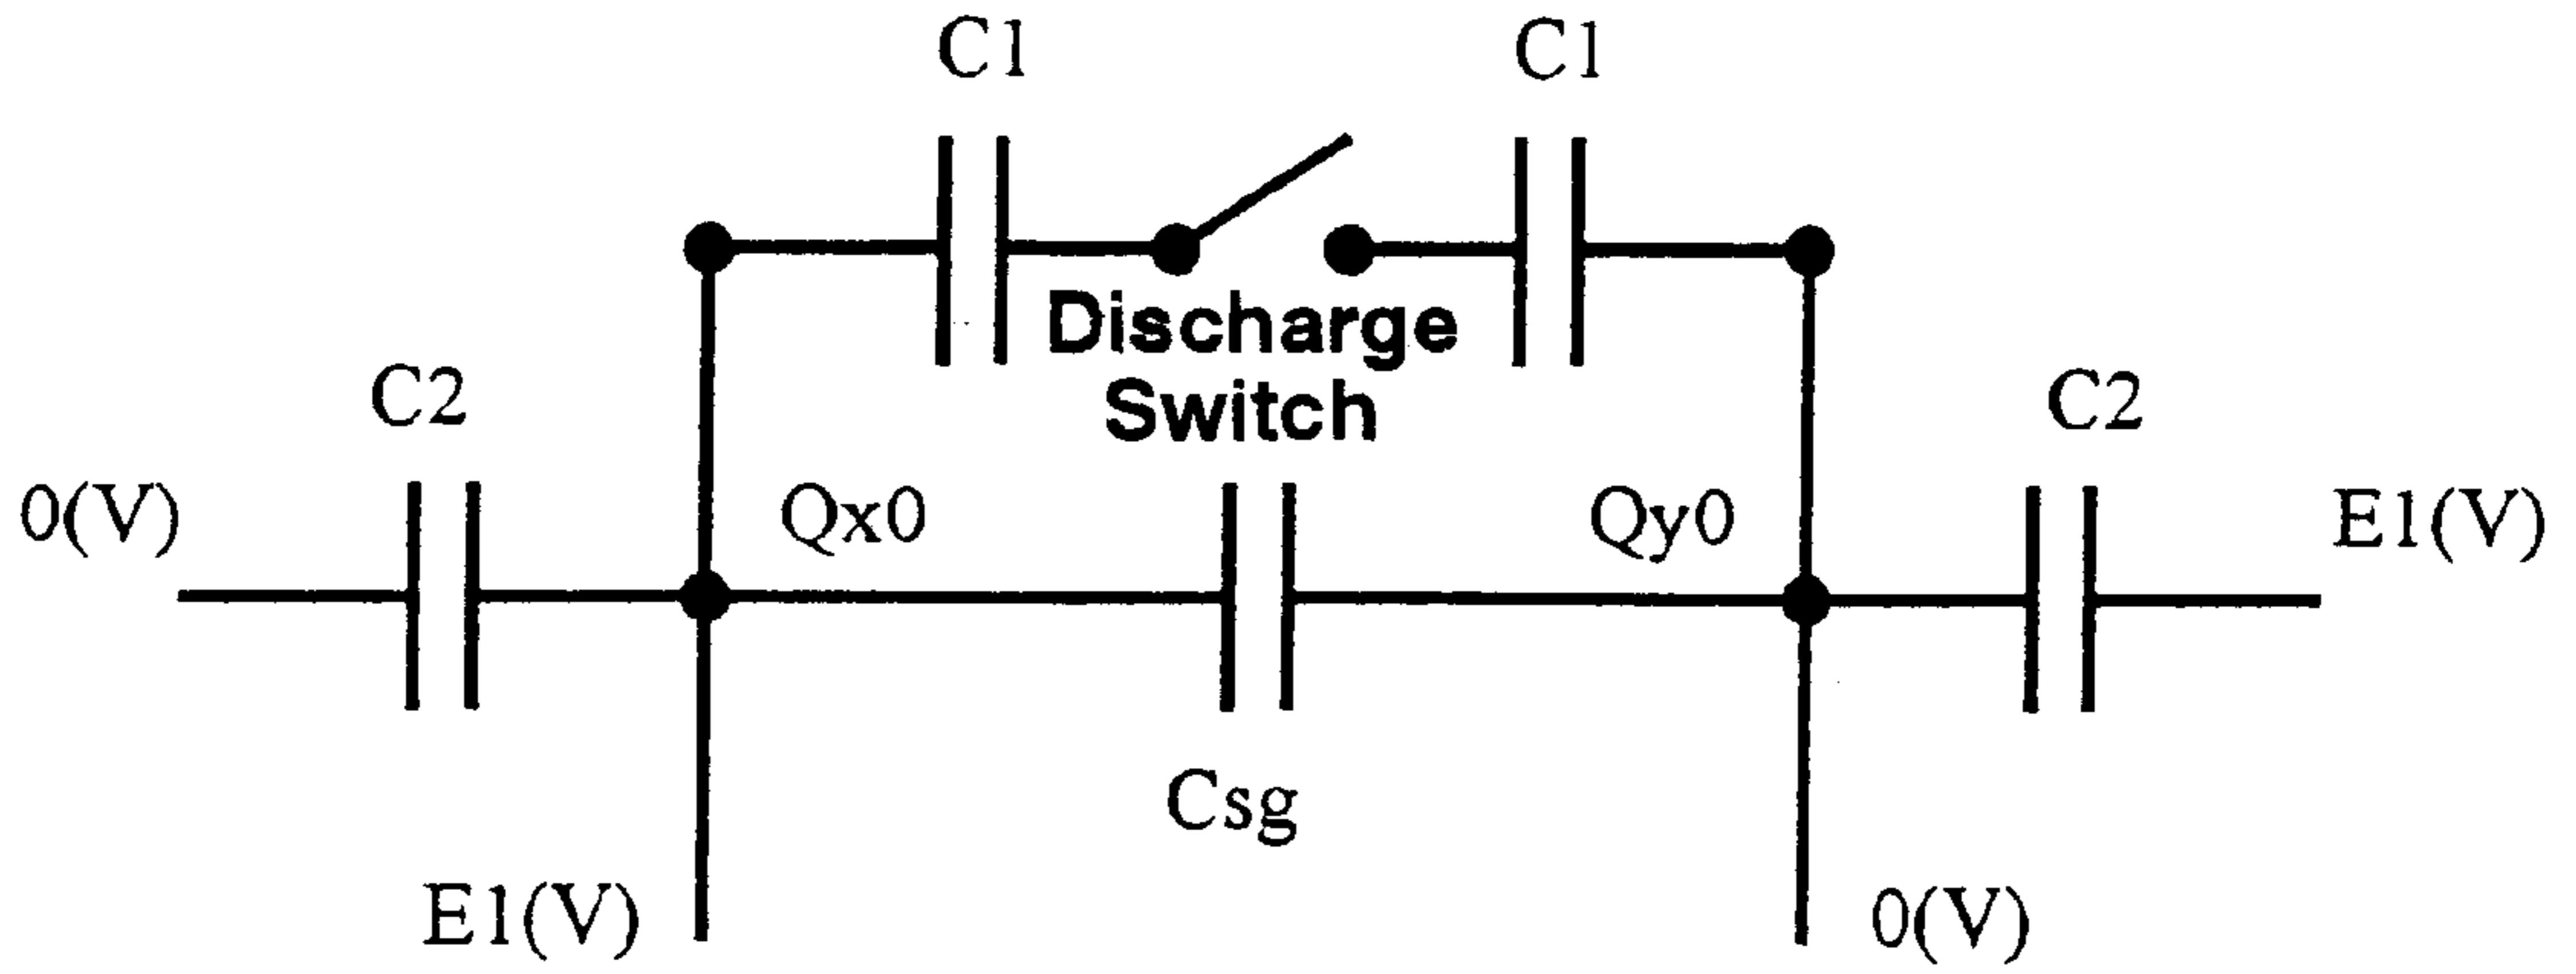 C1
C1
Discharge
Switch
C2
C2
0(V)
Qx0
Qy0
E1(V)
Csg
E1(V)
0(V)